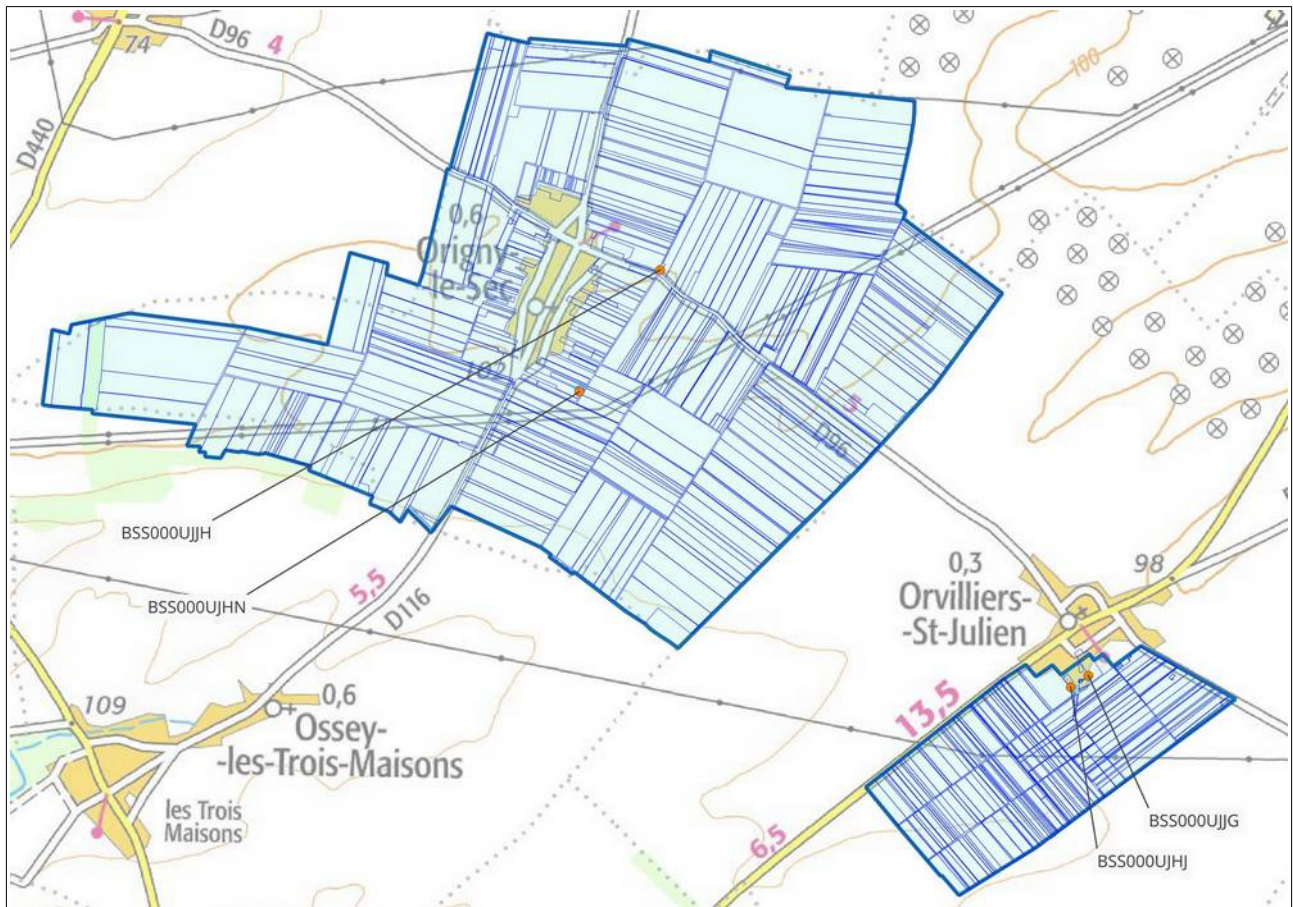 D96
4
74
D440
100
0,6
Origny-
-le-Sec
102
5
D96
BSS000UJJH
BSS000UJHN
5,5
D116
0,3
98
Orvilliers-
-St-Julien
109
0,6
Ossey-
-les-Trois-Maisons
13,5
les Trois
Maisons
6,5
BSS000UJJG
BSS000UJHJ